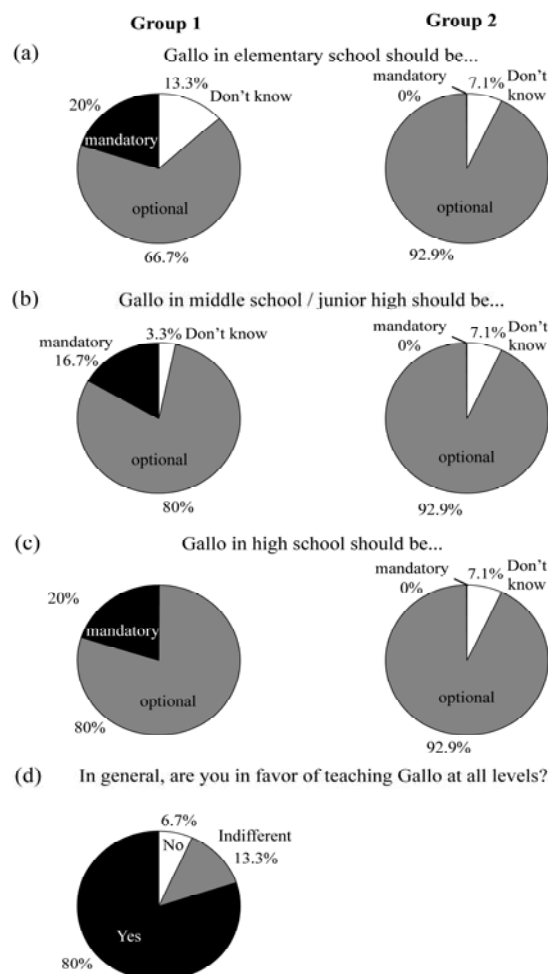 Group 1 Group 2
(a) Gallo in elementary school should be...
13.3%
Don't know
20%
mandatory
optional
66.7%
mandatory
0%
7.1%
Don't
know
optional
92.9%
(b) Gallo in middle school / junior high should be...
mandatory
16.7%
3.3% Don't know
optional
80%
mandatory
0%
7.1%
Don't
know
optional
92.9%
(c) Gallo in high school should be...
20%
mandatory
optional
80%
mandatory
0%
7.1%
Don't
know
optional
92.9%
(d) In general, are you in favor of teaching Gallo at all levels?
6.7%
No
Indifferent
13.3%
Yes
80%